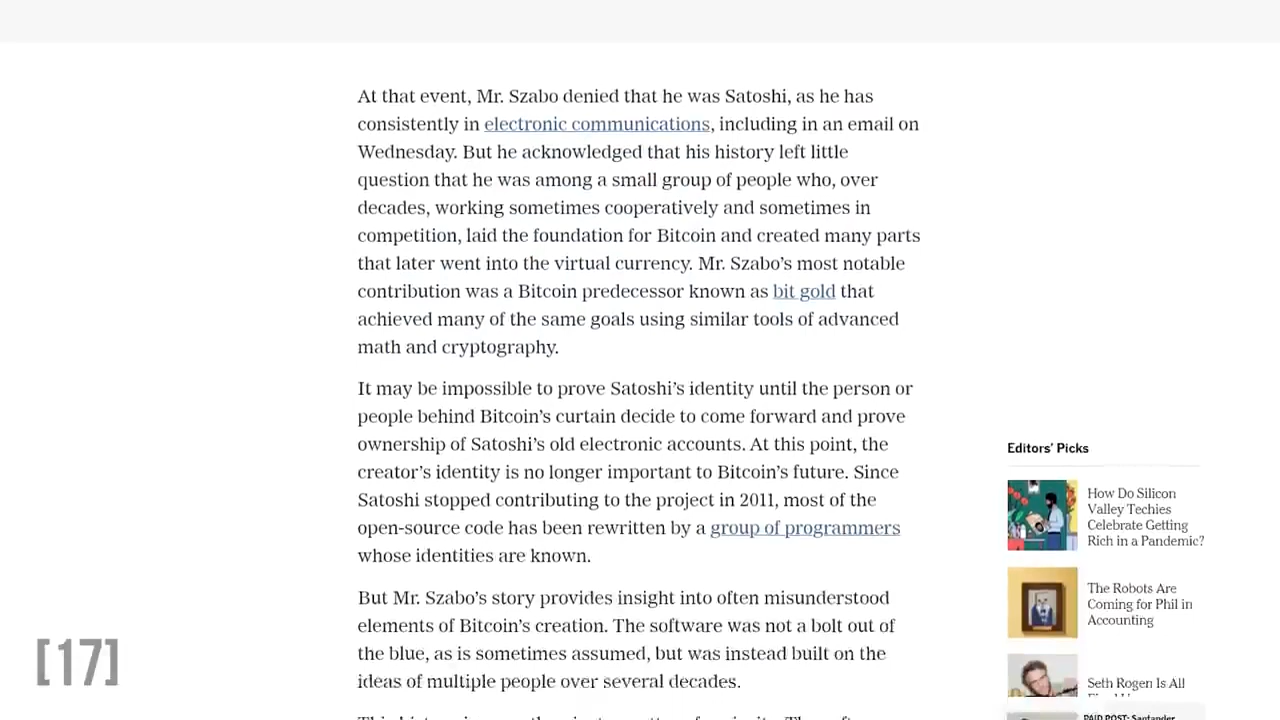 At that event, Mr. Szabo denied that he was Satoshi, as he has
consistently in electronic communications, including in an email on
Wednesday. But he acknowledged that his history left little
question that he was among a small group of people who, over
decades, working sometimes cooperatively and sometimes in
competition, laid the foundation for Bitcoin and created many parts
that later went into the virtual currency. Mr. Szabo’s most notable
contribution was a Bitcoin predecessor known as bit gold that
achieved many of the same goals using similar tools of advanced
math and cryptography.
It may be impossible to prove Satoshi’s identity until the person or
people behind Bitcoin’s curtain decide to come forward and prove
ownership of Satoshi’s old electronic accounts. At this point, the
creator’s identity is no longer important to Bitcoin’s future. Since
Satoshi stopped contributing to the project in 2011, most of the
open-source code has been rewritten by a group of programmers
whose identities are known.
But Mr. Szabo’s story provides insight into often misunderstood
elements of Bitcoin’s creation. The software was not a bolt out of
the blue, as is sometimes assumed, but was instead built on the
ideas of multiple people over several decades.
Editors’ Picks
How Do Silicon
Valley Techies
Celebrate Getting
Rich in a Pandemic?
The Robots Are
Coming for Phil in
Accounting
Seth Rogen Is All
PAID POST: Santander
[17]